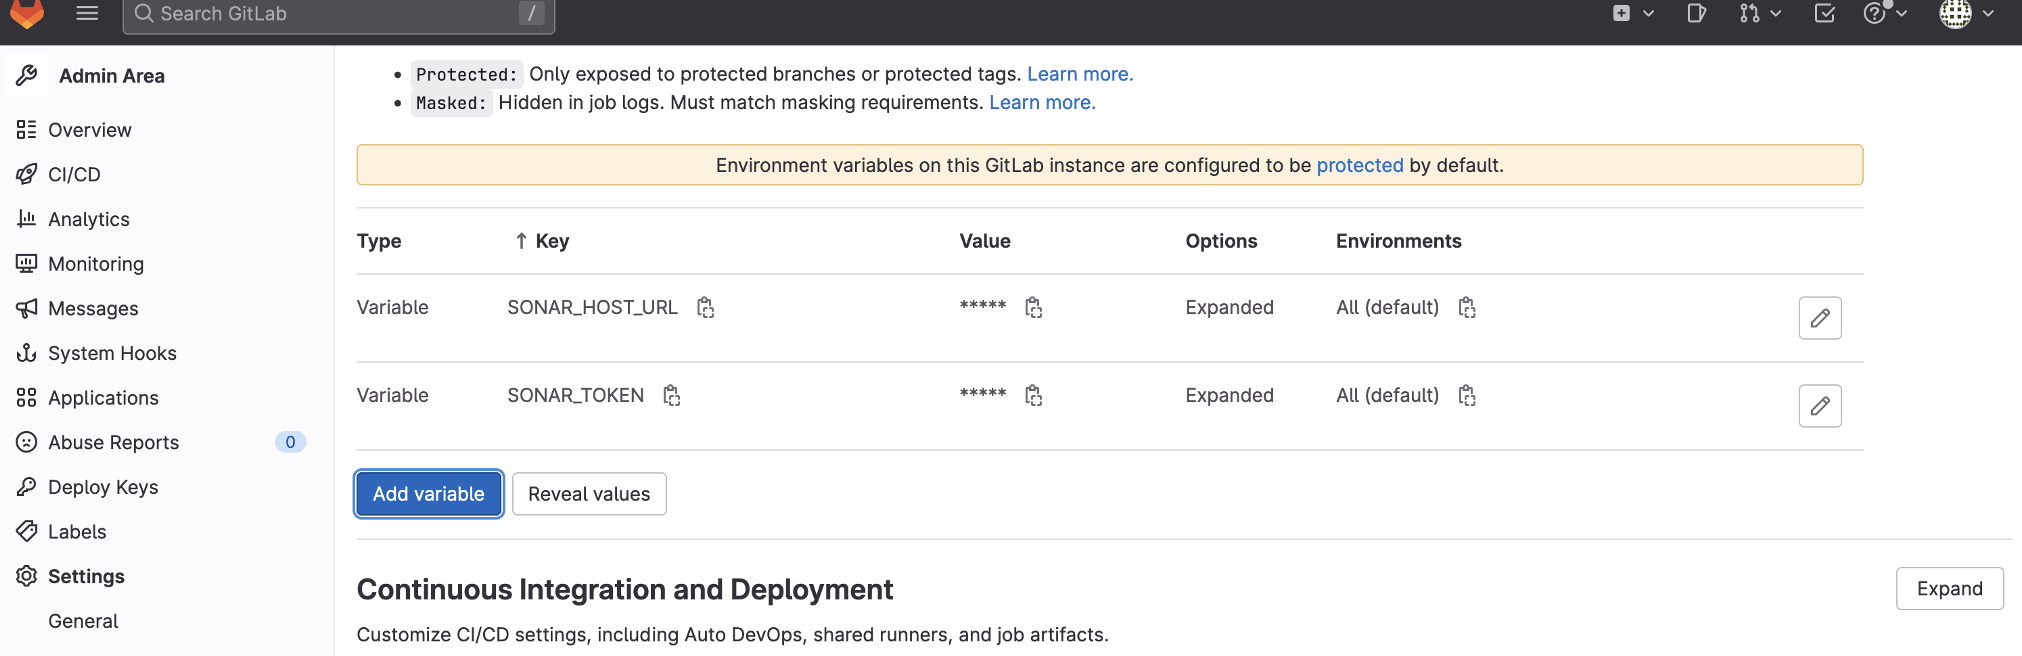 Search GitLab /
Admin Area
Overview
CI/CD
Analytics
Monitoring
Messages
System Hooks
Applications
Abuse Reports 0
Deploy Keys
Labels
Settings
General
Protected: Only exposed to protected branches or protected tags. Learn more.
Masked: Hidden in job logs. Must match masking requirements. Learn more.
Environment variables on this GitLab instance are configured to be protected by default.
Type ↑ Key Value Options Environments
Variable SONAR_HOST_URL ***** Expanded All (default)
Variable SONAR_TOKEN ***** Expanded All (default)
Add variable Reveal values
Continuous Integration and Deployment Expand
Customize CI/CD settings, including Auto DevOps, shared runners, and job artifacts.